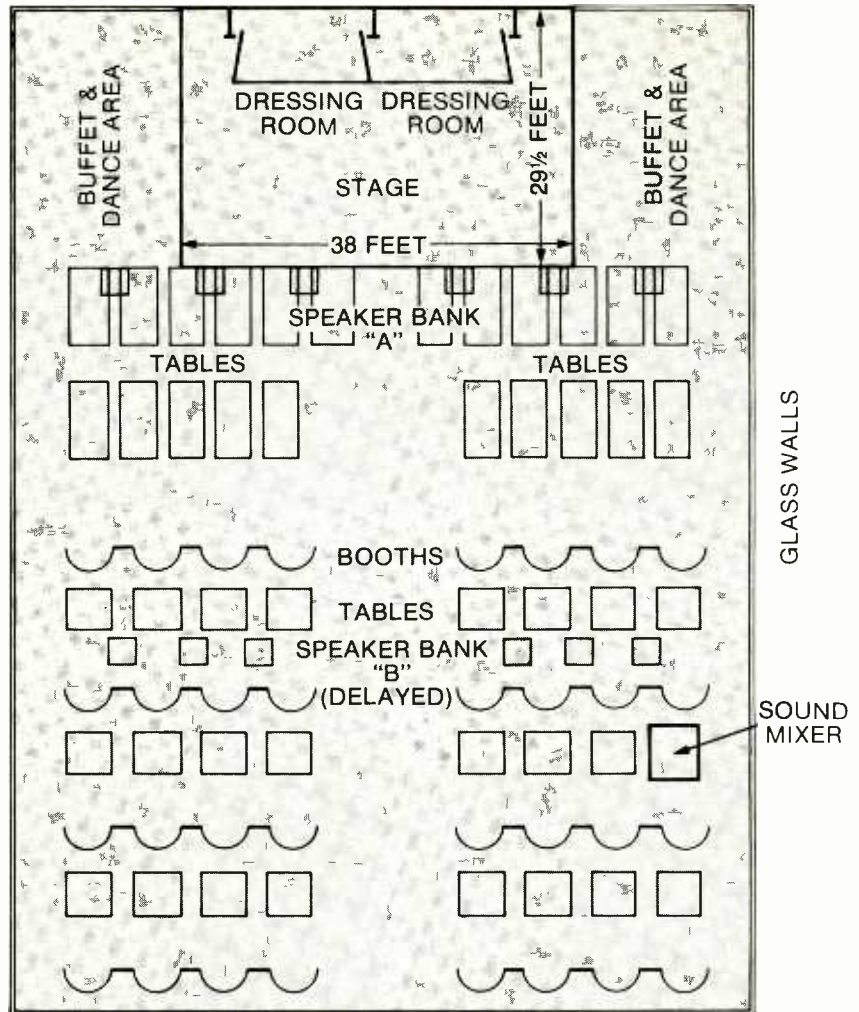 BUFFET &
DANCE AREA
DRESSING
ROOM
DRESSING
ROOM
29½ FEET
BUFFET &
DANCE AREA
STAGE
38 FEET
SPEAKER BANK
“A”
TABLES
TABLES
GLASS WALLS
BOOTHS
TABLES
SPEAKER BANK
“B”
(DELAYED)
SOUND
MIXER